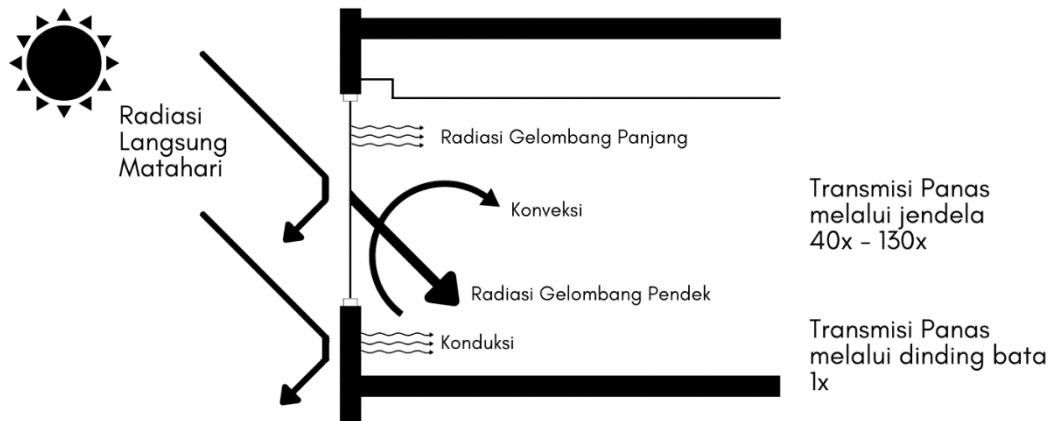 Radiasi
Langsung
Matahari
Radiasi Gelombang Panjang
Konveksi
Radiasi Gelombang Pendek
Konduksi
Transmisi Panas
melalui jendela
40x - 130x
Transmisi Panas
melalui dinding bata
1x